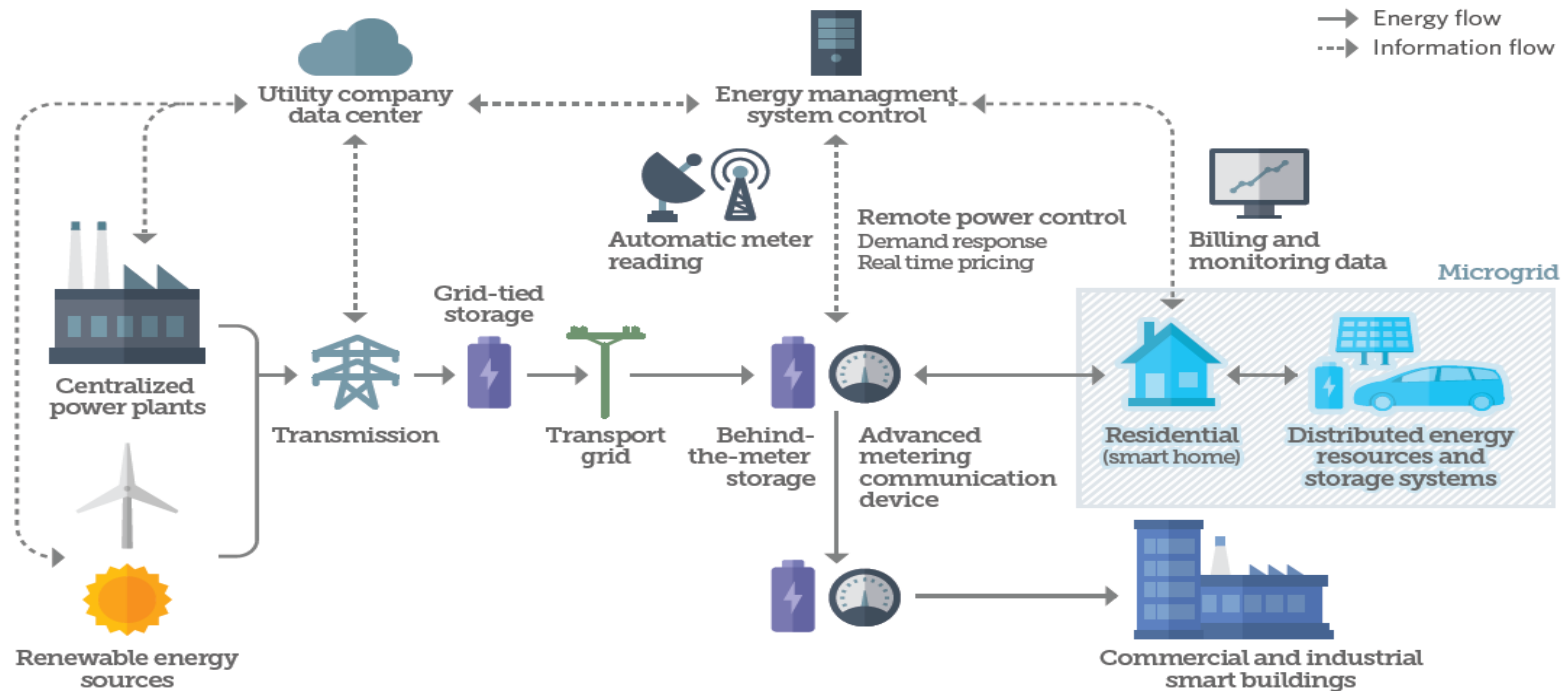 Energy flow
Information flow
Utility company
data center
Energy managment
system control
Automatic meter
reading
Remote power control
Demand response
Real time pricing
Billing and
monitoring data
Microgrid
Grid-tied
storage
Centralized
power plants
Transmission
Transport
grid
Behind-
the-meter
storage
Advanced
metering
communication
device
Residential
(smart home)
Distributed energy
resources and
storage systems
Renewable energy
sources
Commercial and industrial
smart buildings